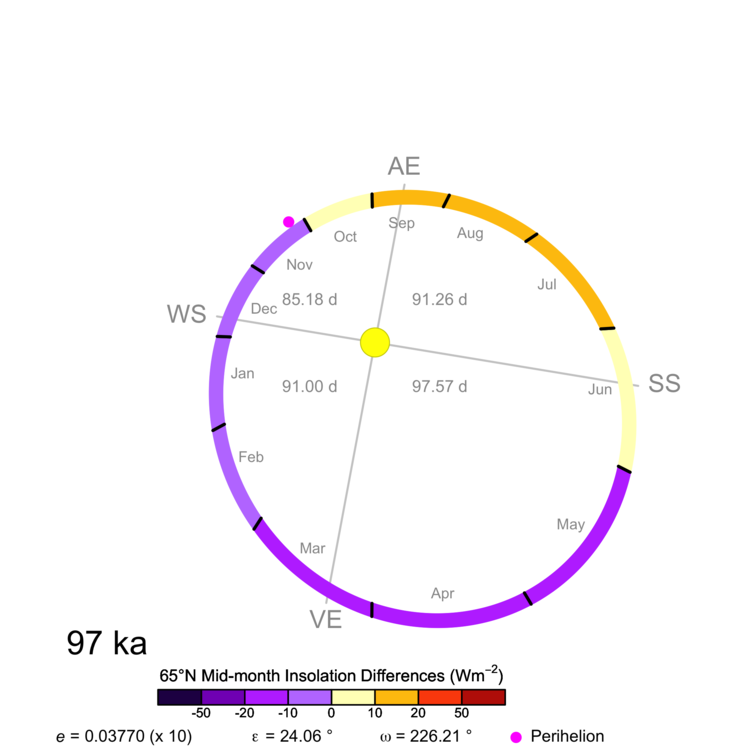 AE
Sep
Oct
Aug
Nov
Jul
85.18 d
91.26 d
Dec
WS
Jan
91.00 d
97.57 d
Jun
SS
Feb
May
Mar
Apr
VE
97 ka
65°N Mid-month Insolation Differences (Wm⁻²)
-50 -20 -10 0 10 20 50
e = 0.03770 (x 10) ε = 24.06 ° ω = 226.21 ° Perihelion